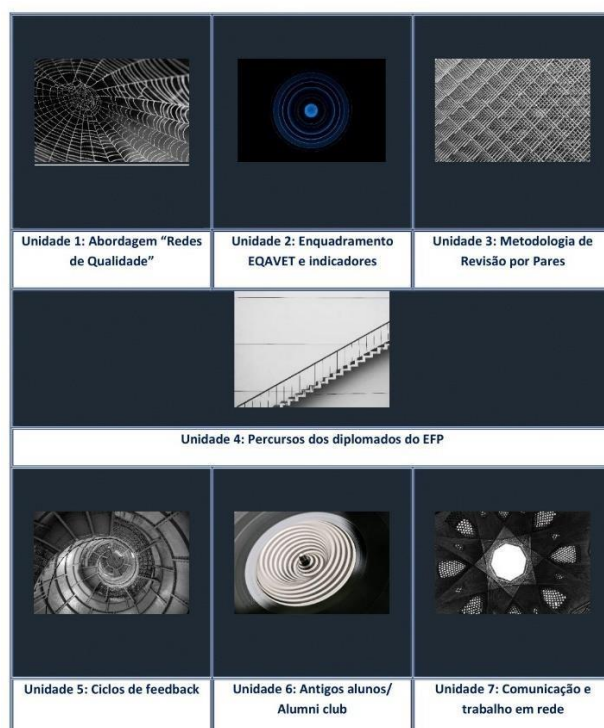 Unidade 1: Abordagem “Redes
de Qualidade”
Unidade 2: Enquadramento
EQAVET e indicadores
Unidade 3: Metodologia de
Revisão por Pares
Unidade 4: Percursos dos diplomados do EFP
Unidade 5: Ciclos de feedback
Unidade 6: Antigos alunos/
Alumni club
Unidade 7: Comunicação e
trabalho em rede